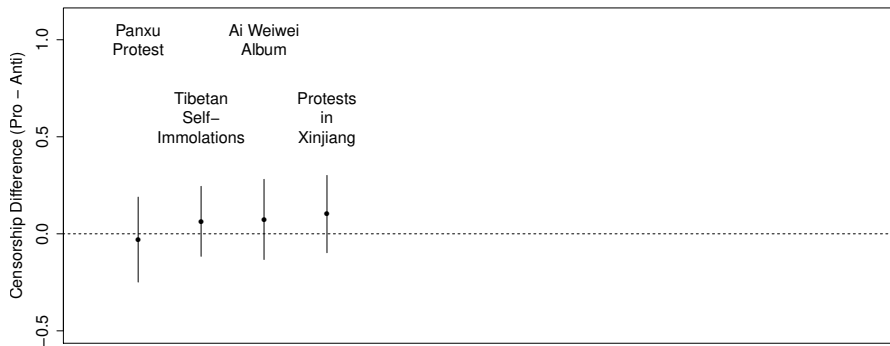 Censorship Difference (Pro − Anti)
1.0
0.5
0.0
−0.5
Panxu
Protest
Tibetan
Self−
Immolations
Ai Weiwei
Album
Protests
in
Xinjiang